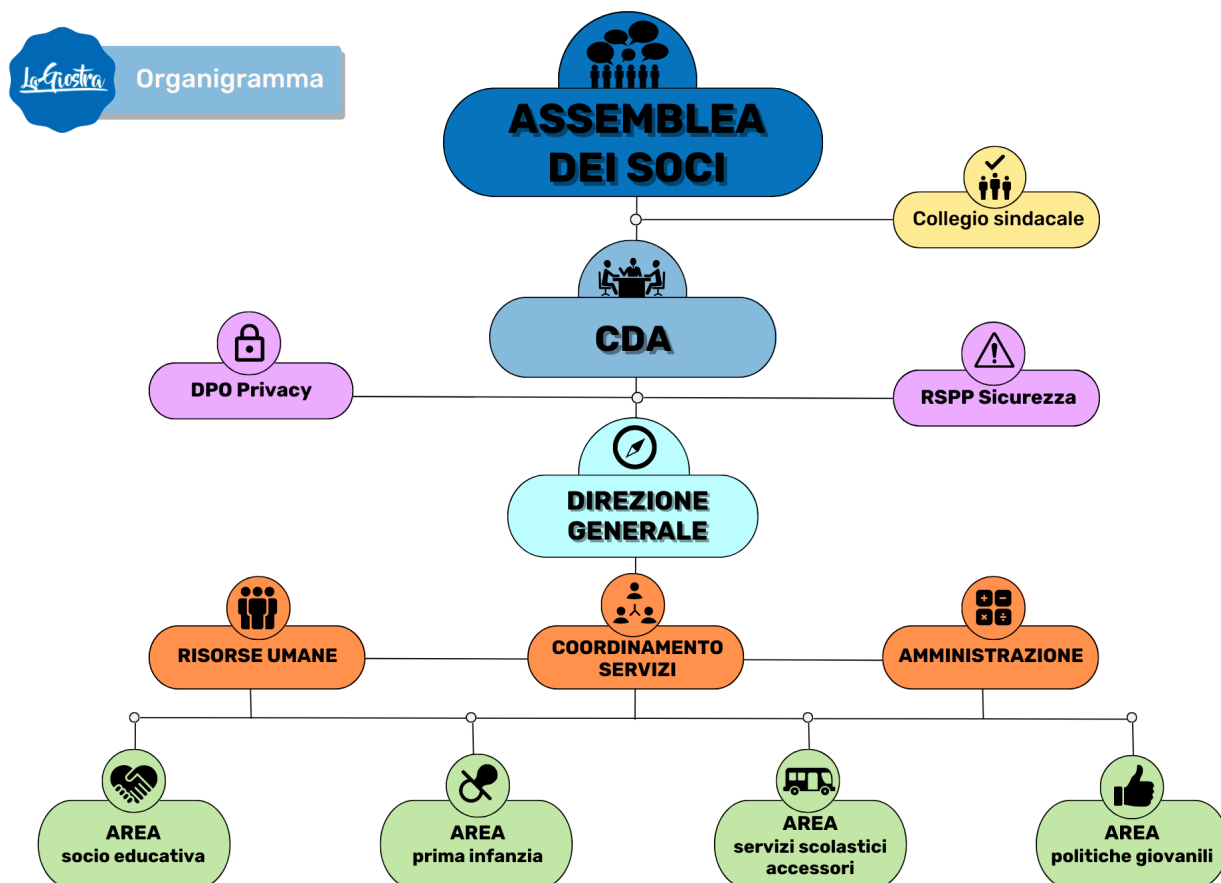 La Giostra
Organigramma
ASSEMBLEA
DEI SOCI
Collegio sindacale
CDA
DPO Privacy
RSPP Sicurezza
DIREZIONE
GENERALE
RISORSE UMANE
COORDINAMENTO
SERVIZI
AMMINISTRAZIONE
AREA
socio educativa
AREA
prima infanzia
AREA
servizi scolastici
accessori
AREA
politiche giovanili